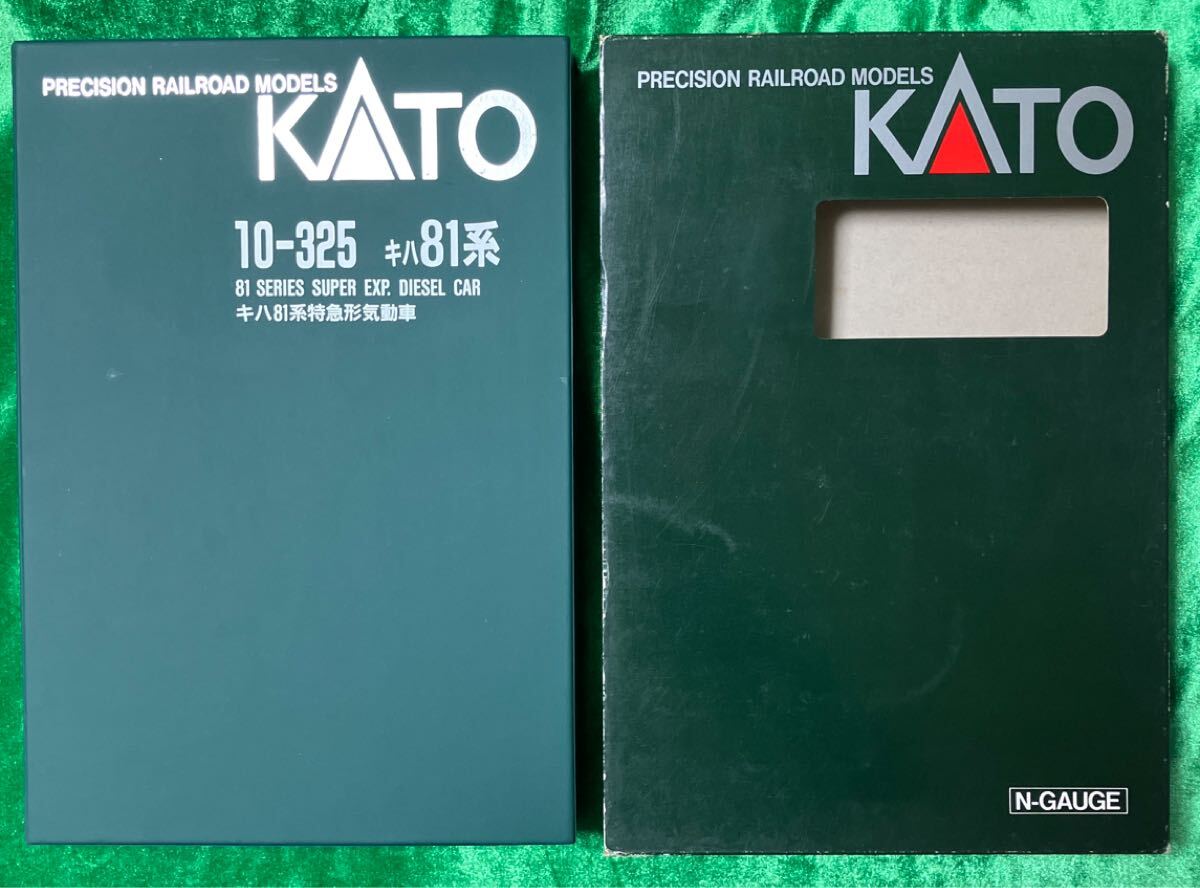 PRECISION RAILROAD MODELS
KATO
10-325 キハ81系
81 SERIES SUPER EXP. DIESEL CAR
キハ81系特急形気動車
PRECISION RAILROAD MODELS
KATO
N-GAUGE